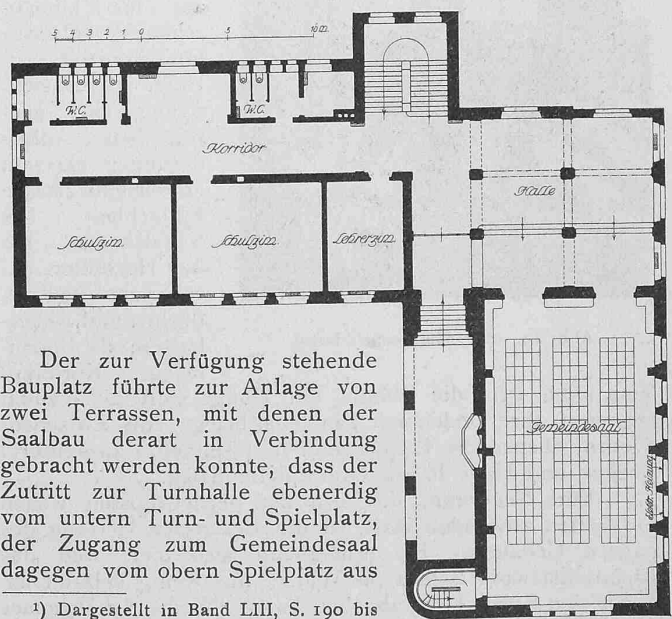 5 4 3 2 1 0 5 10 m
W.C.
W.C.
Korridor
Halle
Schulzim.
Schulzim.
Lehrerzim.
Gemeindesaal
Elektr. Heizung
Der zur Verfügung stehende
Bauplatz führte zur Anlage von
zwei Terrassen, mit denen der
Saalbau derart in Verbindung
gebracht werden konnte, dass der
Zutritt zur Turnhalle ebenerdig
vom untern Turn- und Spielplatz,
der Zugang zum Gemeindesaal
dagegen vom obern Spielplatz aus
¹) Dargestellt in Band LIII, S. 190 bis